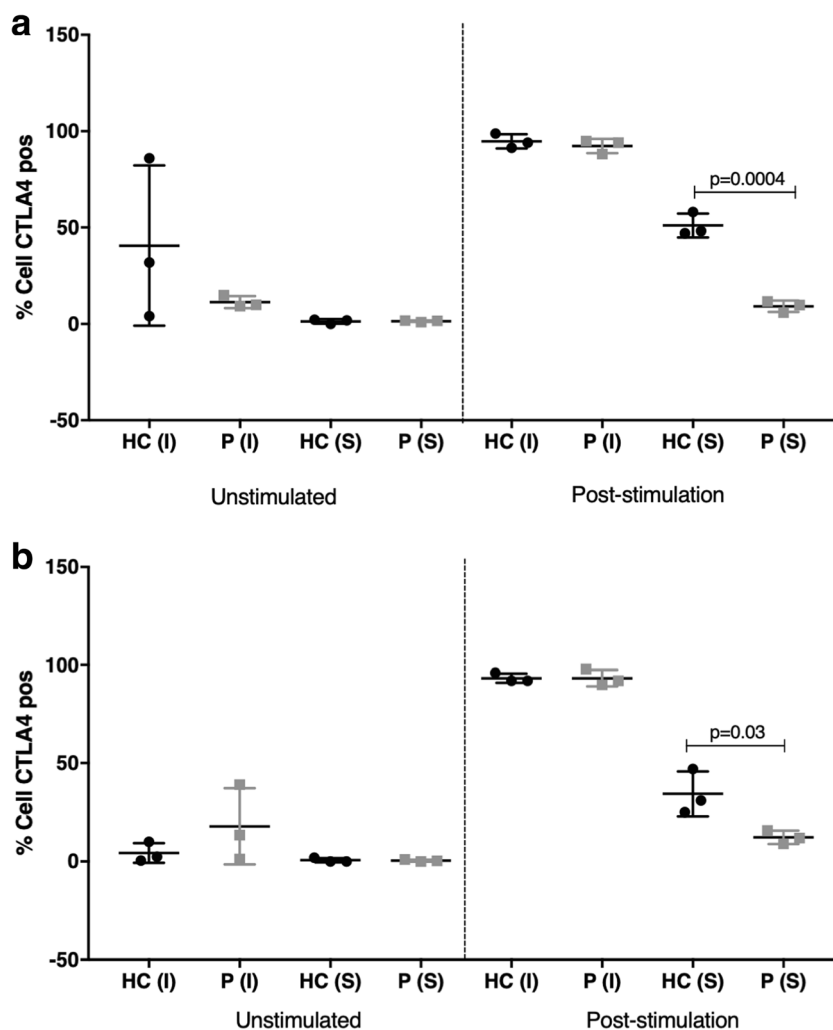 a
150
100
50
0
-50
% Cell CTLA4 pos
p=0.0004
HC (I) P (I) HC (S) P (S) HC (I) P (I) HC (S) P (S)
Unstimulated Post-stimulation
b
150
100
50
0
-50
% Cell CTLA4 pos
p=0.03
HC (I) P (I) HC (S) P (S) HC (I) P (I) HC (S) P (S)
Unstimulated Post-stimulation